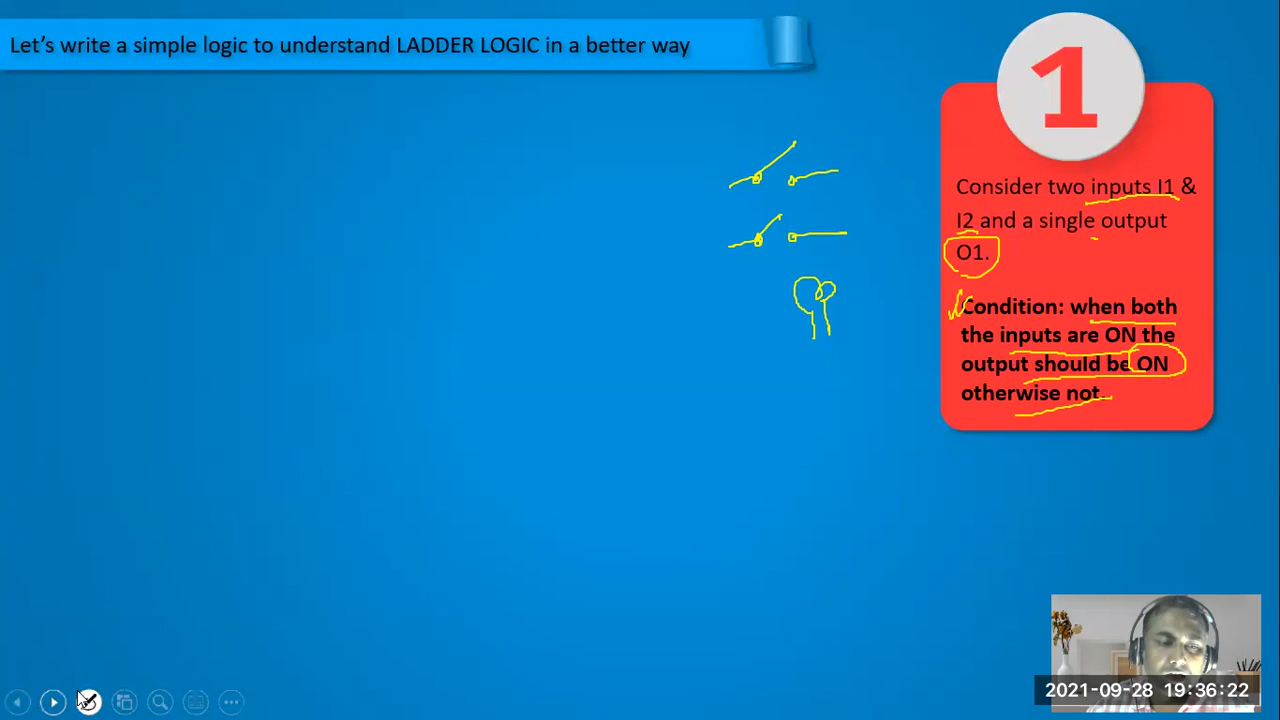 Let’s write a simple logic to understand LADDER LOGIC in a better way
1
Consider two inputs I1 &
I2 and a single output
O1.
Condition: when both
the inputs are ON the
output should be ON
otherwise not.
2021-09-28 19:36:22